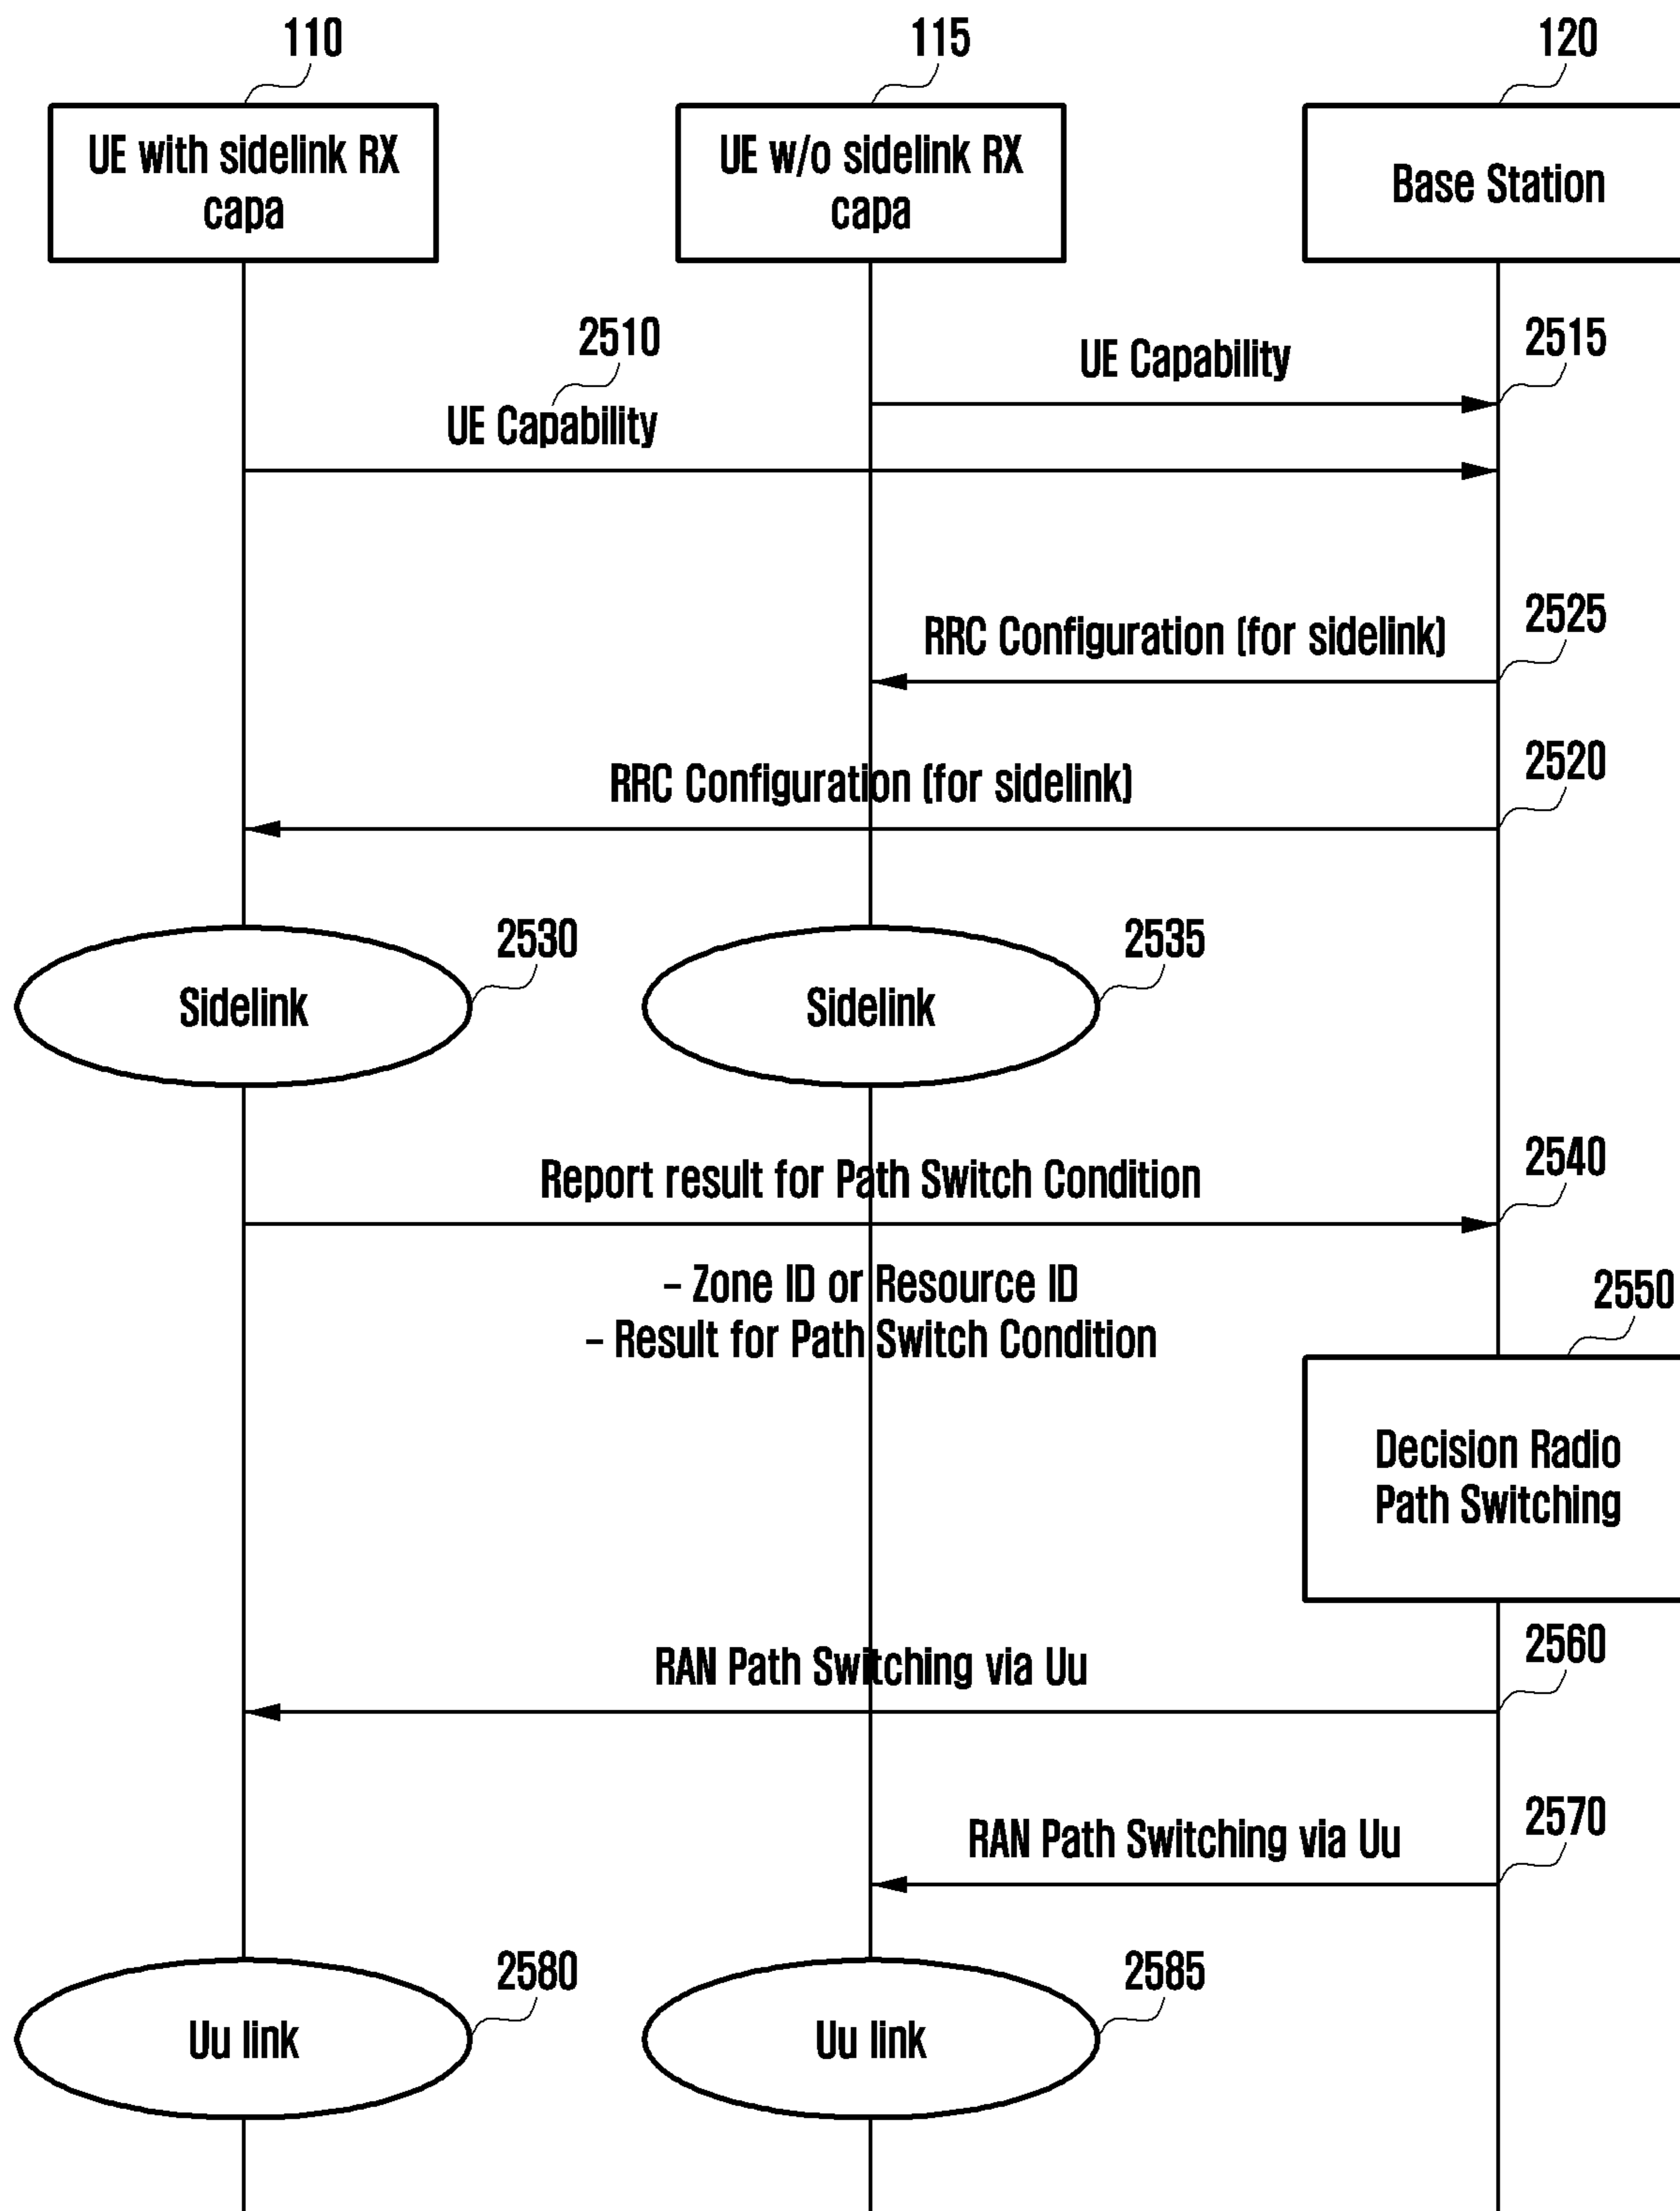 110
115
120
UE with sidelink RX
capa
UE w/o sidelink RX
capa
Base Station
2510
2515
UE Capability
UE Capability
2525
RRC Configuration (for sidelink)
2520
RRC Configuration (for sidelink)
2530
2535
Sidelink
Sidelink
2540
Report result for Path Switch Condition
– Zone ID or Resource ID
– Result for Path Switch Condition
2550
Decision Radio
Path Switching
2560
RAN Path Switching via Uu
2570
RAN Path Switching via Uu
2580
2585
Uu link
Uu link